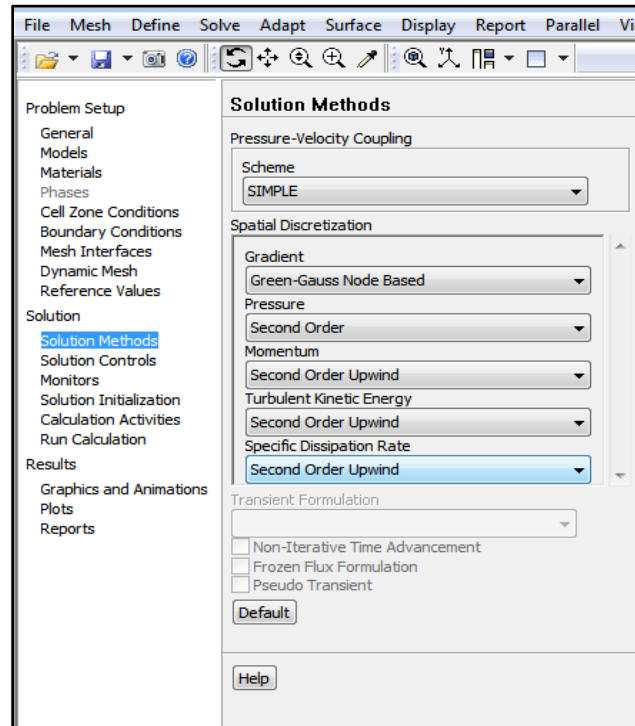 File Mesh Define Solve Adapt Surface Display Report Parallel
Problem Setup
General
Models
Materials
Phases
Cell Zone Conditions
Boundary Conditions
Mesh Interfaces
Dynamic Mesh
Reference Values
Solution
Solution Methods
Solution Controls
Monitors
Solution Initialization
Calculation Activities
Run Calculation
Results
Graphics and Animations
Plots
Reports
Solution Methods
Pressure-Velocity Coupling
Scheme
SIMPLE
Spatial Discretization
Gradient
Green-Gauss Node Based
Pressure
Second Order
Momentum
Second Order Upwind
Turbulent Kinetic Energy
Second Order Upwind
Specific Dissipation Rate
Second Order Upwind
Transient Formulation
Non-Iterative Time Advancement
Frozen Flux Formulation
Pseudo Transient
Default
Help